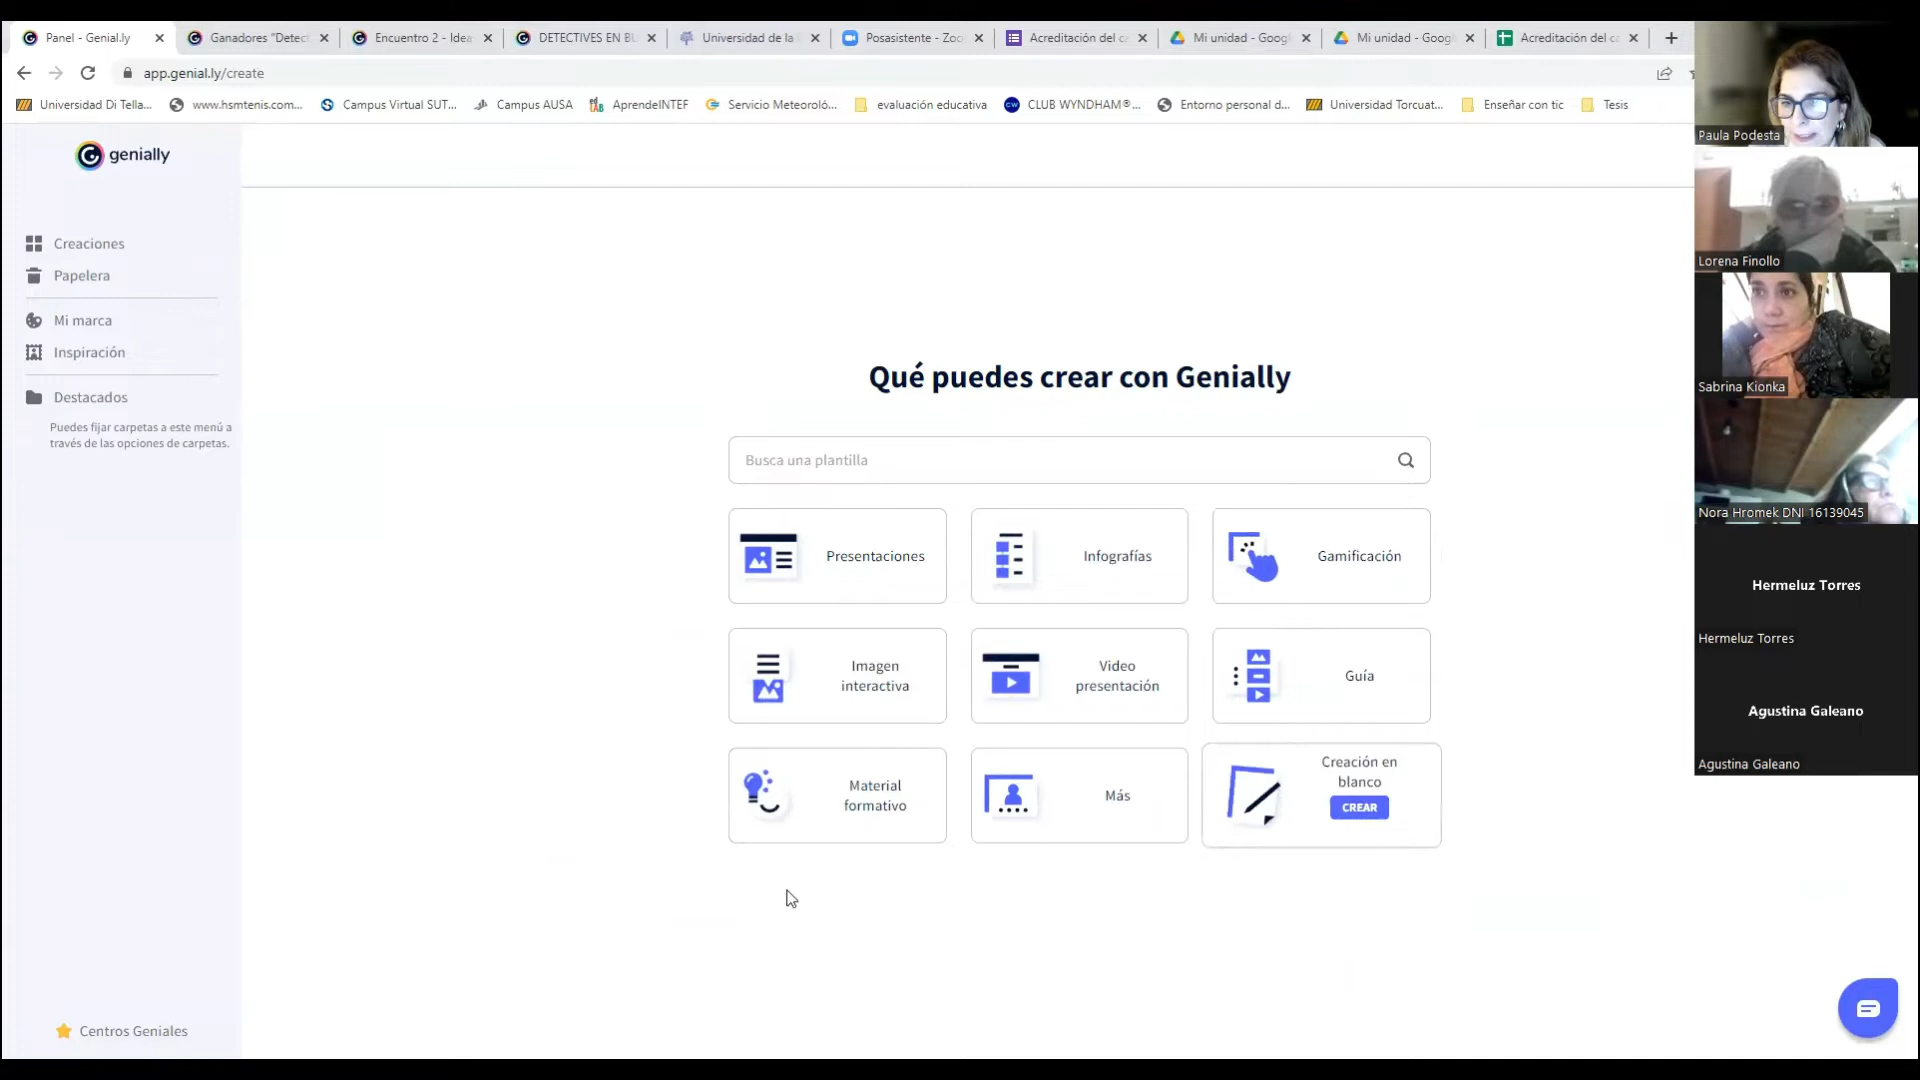 Panel - Genial.ly
Ganadores "Detec
Encuentro 2 - Idea
DETECTIVES EN BU
Universidad de la
Posasistente - Zoo
Acreditación del ca
Mi unidad - Googl
Mi unidad - Googl
Acreditación del ca
app.genial.ly/create
Universidad Di Tella...
www.hsmtenis.com...
Campus Virtual SUT...
Campus AUSA
AprendeINTEF
Servicio Meteoroló...
evaluación educativa
CLUB WYNDHAM®...
Entorno personal d...
Universidad Torcuat...
Enseñar con tic
Tesis
genially
Creaciones
Papelera
Mi marca
Inspiración
Destacados
Puedes fijar carpetas a este menú a
través de las opciones de carpetas.
Centros Geniales
Qué puedes crear con Genially
Busca una plantilla
Presentaciones
Infografías
Gamificación
Imagen
interactiva
Video
presentación
Guía
Material
formativo
Más
Creación en
blanco
CREAR
Paula Podesta
Lorena Finollo
Sabrina Kionka
Nora Hromek DNI 16139045
Hermeluz Torres
Hermeluz Torres
Agustina Galeano
Agustina Galeano